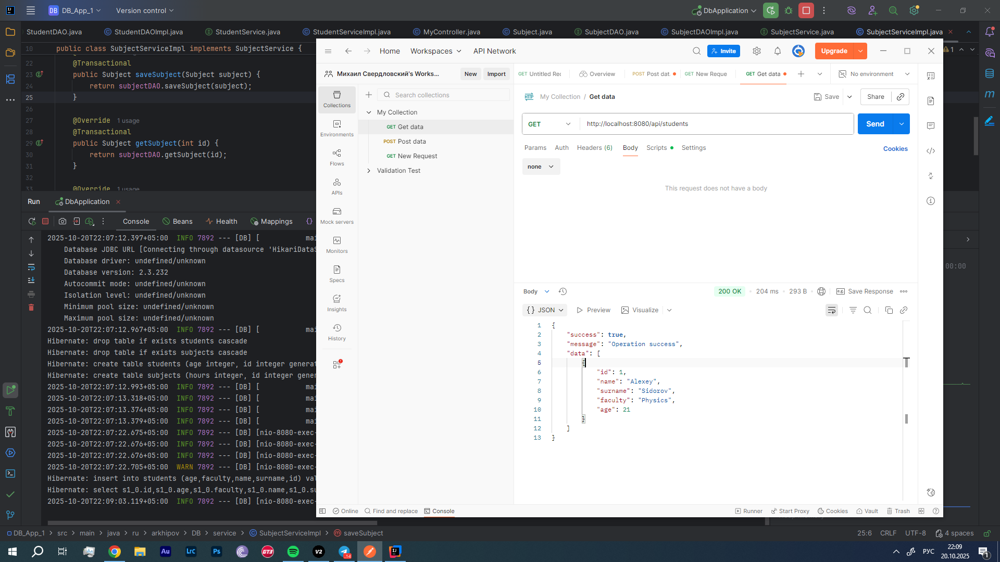 DB DB_App_1 Version control DbApplication
StudentDAO.java StudentDAOImpl.java StudentService.java StudentServiceImpl.java MyController.java Subject.java SubjectDAO.java SubjectDAOImpl.java SubjectService.java SubjectServiceImpl.java
10 public class SubjectServiceImpl implements SubjectService {
22 @Transactional
23 public Subject saveSubject(Subject subject) {
24 return subjectDAO.saveSubject(subject);
25 }
26
27 @Override 1 usage
28 @Transactional
29 public Subject getSubject(int id) {
30 return subjectDAO.getSubject(id);
31 }
32
33 @Override 1 usage
1
Run DbApplication
Console Beans Health Mappings
2025-10-20T22:07:12.397+05:00 INFO 7892 --- [DB] [ mai
Database JDBC URL [Connecting through datasource 'HikariDataS
Database driver: undefined/unknown
Database version: 2.3.232
Autocommit mode: undefined/unknown
Isolation level: undefined/unknown
Minimum pool size: undefined/unknown
Maximum pool size: undefined/unknown
2025-10-20T22:07:12.967+05:00 INFO 7892 --- [DB] [ mai
Hibernate: drop table if exists students cascade
Hibernate: drop table if exists subjects cascade
Hibernate: create table students (age integer, id integer generat
Hibernate: create table subjects (hours integer, id integer gener
2025-10-20T22:07:12.993+05:00 INFO 7892 --- [DB] [ mai
2025-10-20T22:07:13.318+05:00 INFO 7892 --- [DB] [ mai
2025-10-20T22:07:13.374+05:00 INFO 7892 --- [DB] [ mai
2025-10-20T22:07:13.379+05:00 INFO 7892 --- [DB] [ mai
2025-10-20T22:07:22.675+05:00 INFO 7892 --- [DB] [nio-8080-exec-
2025-10-20T22:07:22.676+05:00 INFO 7892 --- [DB] [nio-8080-exec-
2025-10-20T22:07:22.676+05:00 INFO 7892 --- [DB] [nio-8080-exec-
2025-10-20T22:07:22.705+05:00 WARN 7892 --- [DB] [nio-8080-exec-
Hibernate: insert into students (age,faculty,name,surname,id) val
Hibernate: select s1_0.id,s1_0.age,s1_0.faculty,s1_0.name,s1_0.su
2025-10-20T22:09:03.119+05:00 INFO 7892 --- [DB] [nio-8080-exec-
Home Workspaces API Network Invite Upgrade
Михаил Свердловский's Works... New Import
GET Untitled Rec Overview POST Post dat GET New Reque GET Get data No environment
Search collections
Collections
Environments
Flows
APIs
Mock servers
Monitors
Specs
Insights
History
My Collection
GET Get data
POST Post data
GET New Request
Validation Test
HTTP My Collection / Get data Save Share
GET http://localhost:8080/api/students Send
Params Auth Headers (6) Body Scripts Settings Cookies
none
This request does not have a body
Body 200 OK 204 ms 293 B e.g. Save Response
{} JSON Preview Visualize
1 {
2 "success": true,
3 "message": "Operation success",
4 "data": [
5 {
6 "id": 1,
7 "name": "Alexey",
8 "surname": "Sidorov",
9 "faculty": "Physics",
10 "age": 21
11 }
12 ]
13 }
00:00
Online Find and replace Console Runner Start Proxy Cookies Vault Trash
DB_App_1 src main java ru arkhipov DB service SubjectServiceImpl saveSubject 25:6 CRLF UTF-8 4 spaces
Au Lrc Ps GT3 V2 14 РУС 22:09
20.10.2025
1